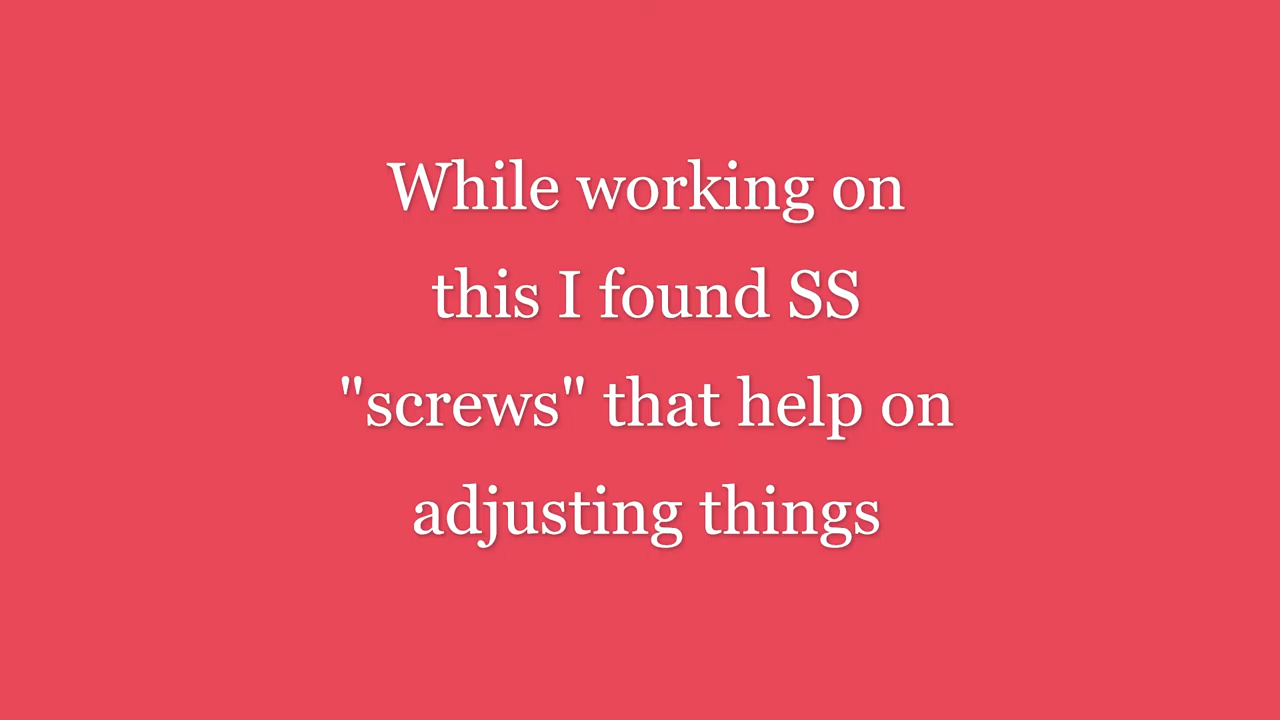 While working on
this I found SS
"screws" that help on
adjusting things